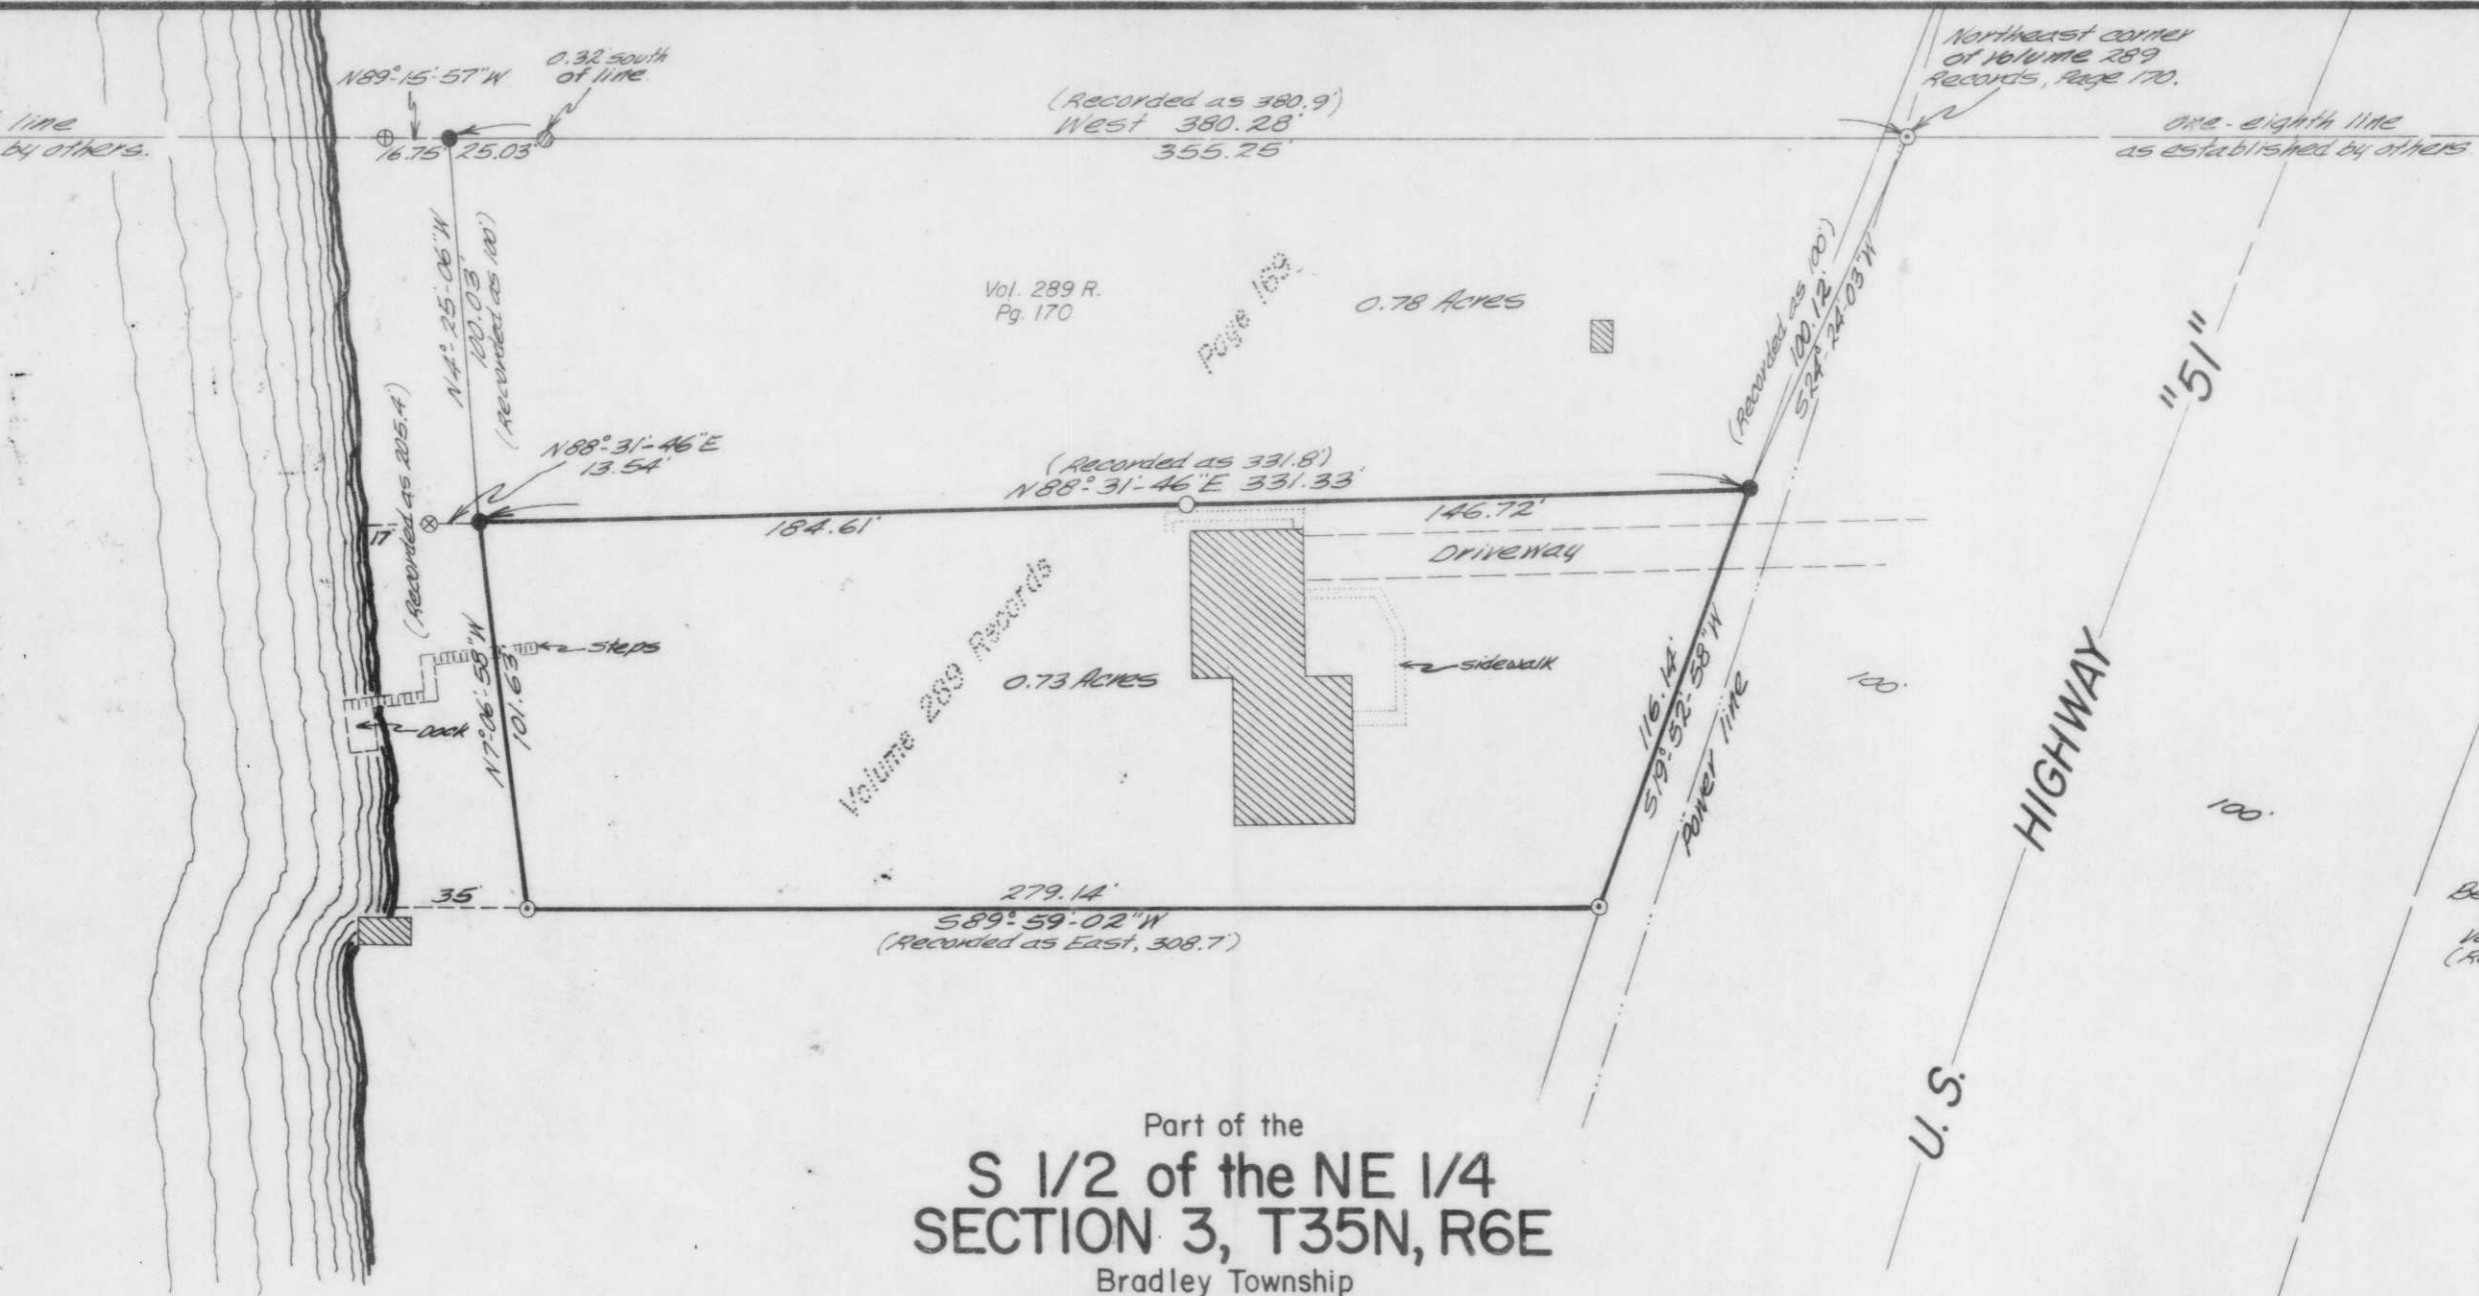 line
by others.
N89°-15'-57"W
0.32' south
of line
16.75' 25.03'
(Recorded as 380.9')
West 380.28'
355.25'
Northeast corner
of Volume 289
Records, Page 170.
one-eighth line
as established by others
N4°-25'-06"W
100.03'
(Recorded as 100')
Vol. 289 R.
Pg. 170
Page 169
0.78 Acres
(Recorded as 100')
100.12'
S24°-24'-03"W
"51"
(Recorded as 205.4')
N88°-31'-46"E
13.54'
(Recorded as 331.8')
N88°-31'-46"E 331.33'
17'
184.61'
146.72'
Driveway
Volume 289 Records
Steps
sidewalk
0.73 Acres
Dock
N7°-06'-58"W
101.63'
116.14'
S19°-52'-58"W
Power line
100'
HIGHWAY
100'
35'
279.14'
S89°-59'-02"W
(Recorded as East, 308.7')
U.S.
Part of the
S 1/2 of the NE 1/4
SECTION 3, T35N, R6E
Bradley Township